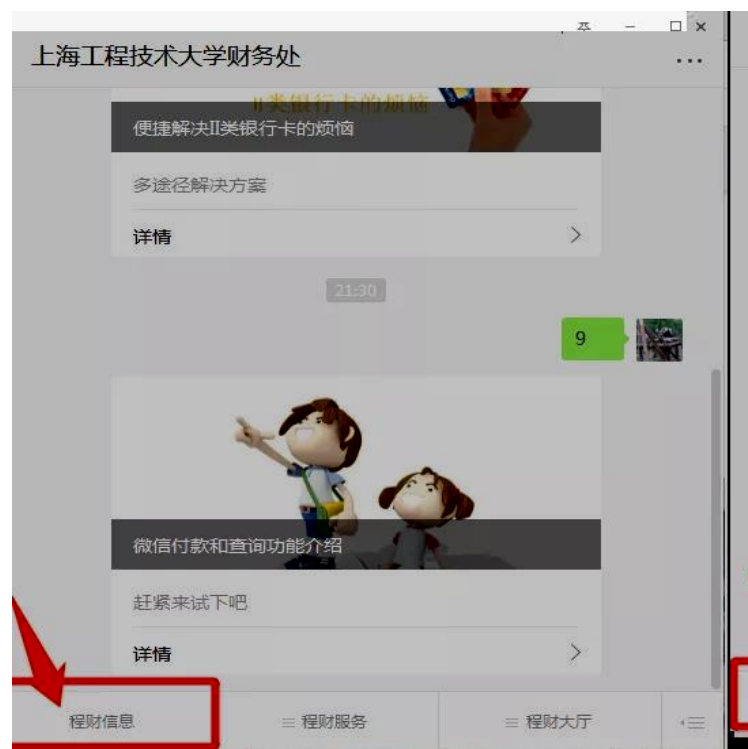 上海工程技术大学财务处
II类银行卡的烦恼
便捷解决II类银行卡的烦恼
多途径解决方案
详情
21:30
9
微信付款和查询功能介绍
赶紧来试下吧
详情
程财信息
程财服务
程财大厅